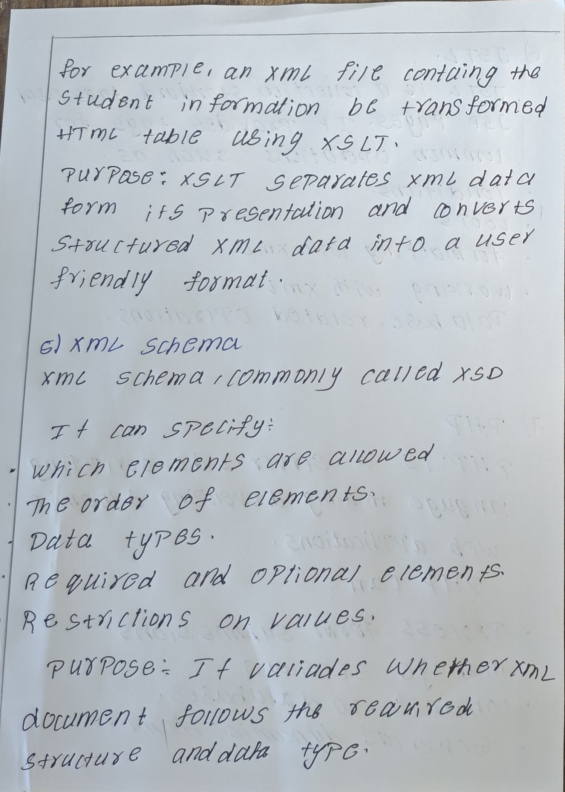 for example, an xml file containg the
Student information be transformed
HTML table using XSLT.
Purpose: XSLT separates xml data
form its Presentation and converts
Structured XML data into a user
friendly format.
5) XML Schema
XML Schema, commonly called XSD
It can specify:
• which elements are allowed
• The order of elements.
• Data types.
• Required and optional elements.
Restrictions on values.
Purpose: It valiades whether XML
document follows the required
structure and data type.